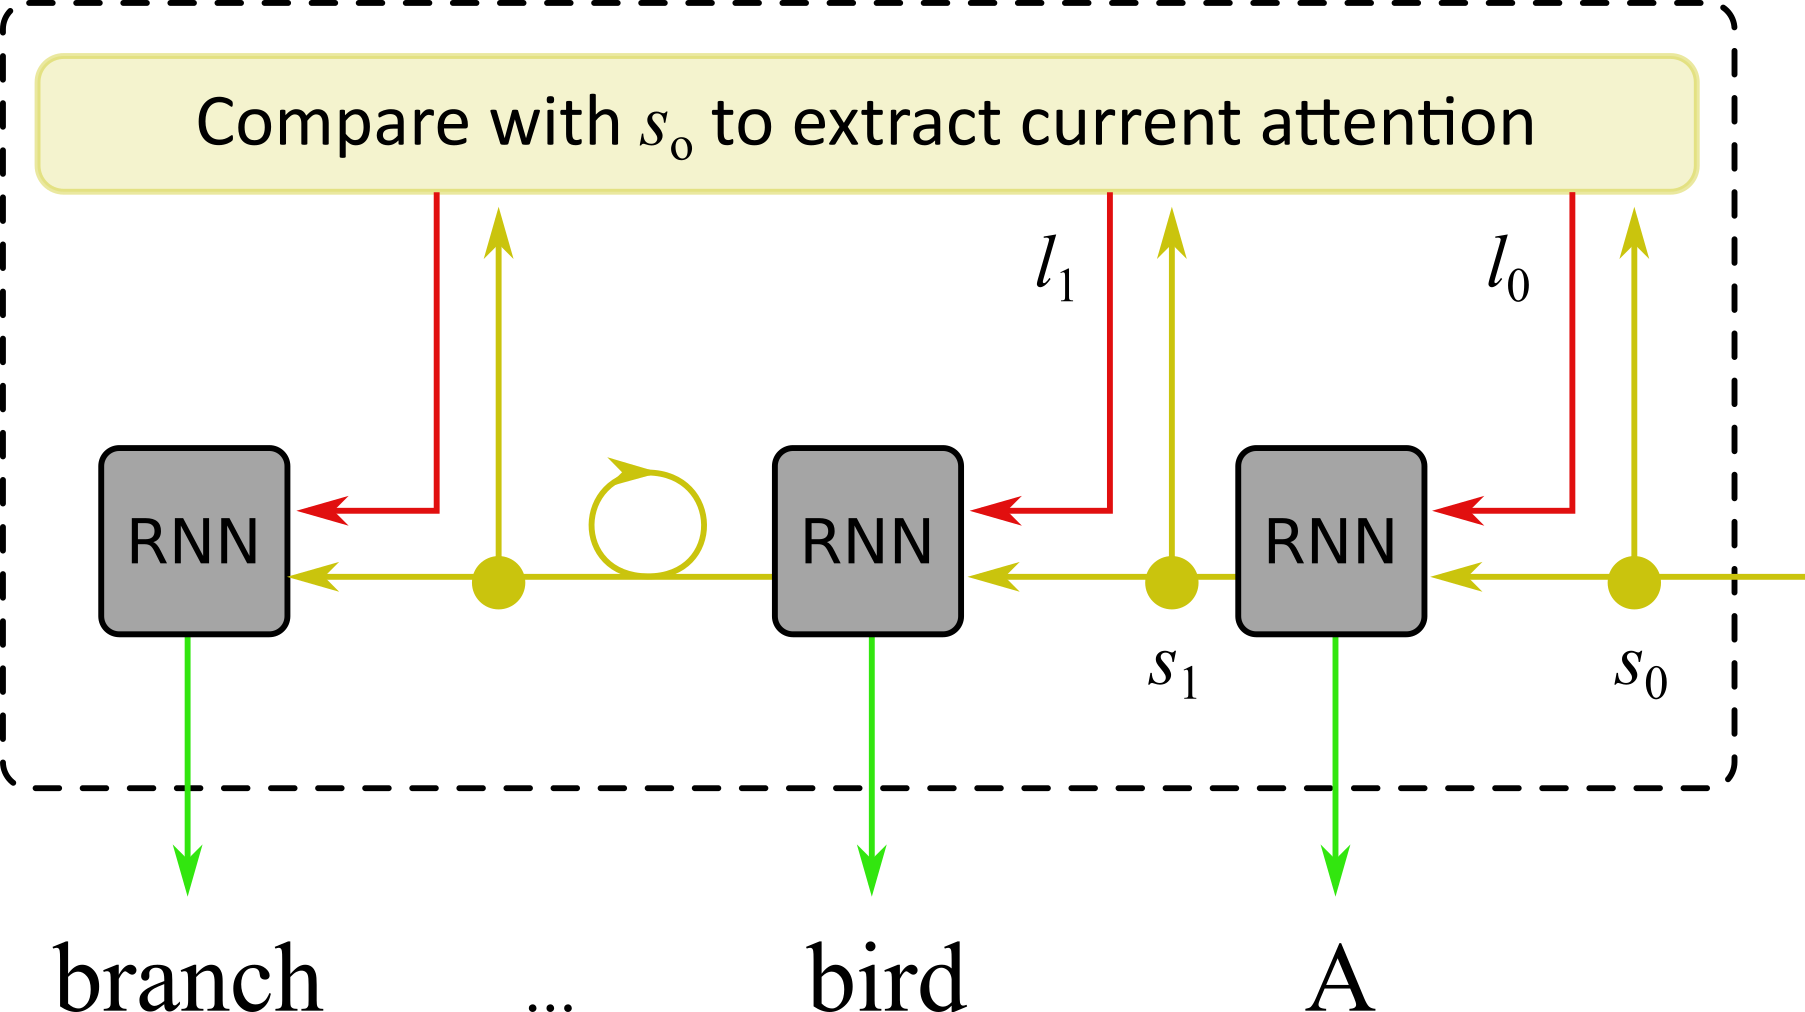 Compare with sₒ to extract current attention
l₁ l₀
RNN RNN RNN
s₁ s₀
branch ... bird A